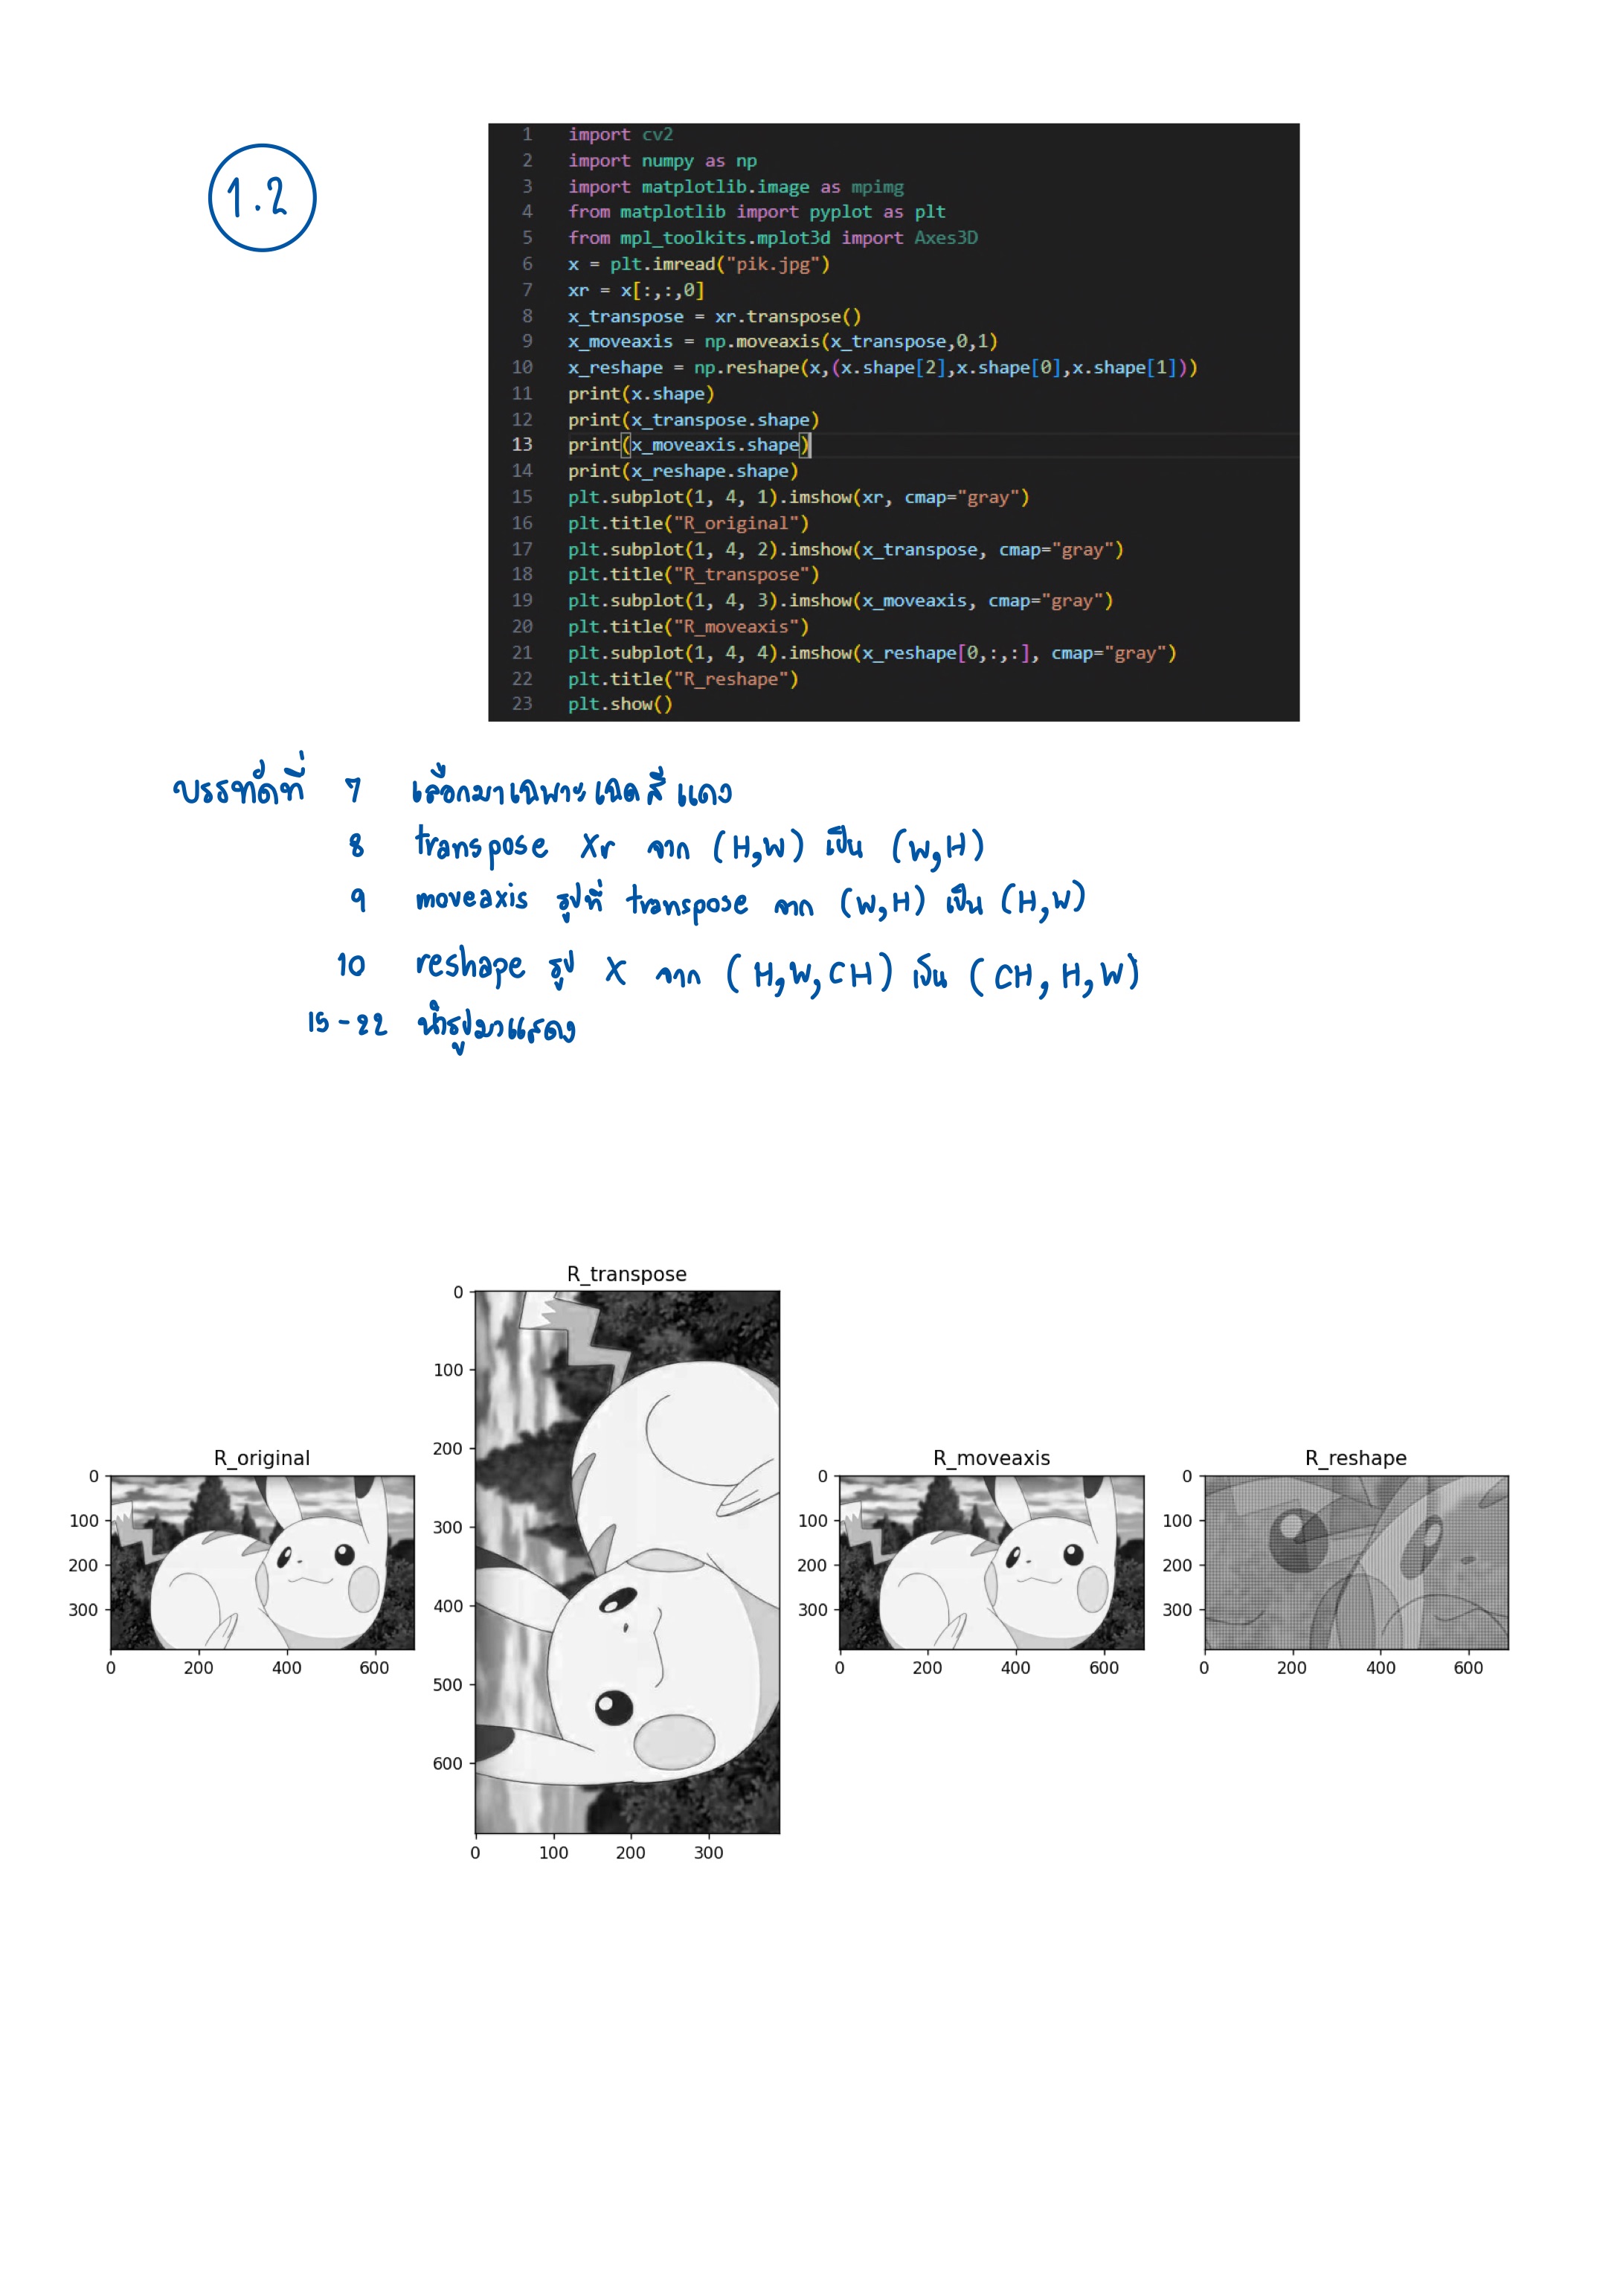 1.2
1 import cv2
2 import numpy as np
3 import matplotlib.image as mpimg
4 from matplotlib import pyplot as plt
5 from mpl_toolkits.mplot3d import Axes3D
6 x = plt.imread("pik.jpg")
7 xr = x[:,:,0]
8 x_transpose = xr.transpose()
9 x_moveaxis = np.moveaxis(x_transpose,0,1)
10 x_reshape = np.reshape(x,(x.shape[2],x.shape[0],x.shape[1]))
11 print(x.shape)
12 print(x_transpose.shape)
13 print(x_moveaxis.shape)
14 print(x_reshape.shape)
15 plt.subplot(1, 4, 1).imshow(xr, cmap="gray")
16 plt.title("R_original")
17 plt.subplot(1, 4, 2).imshow(x_transpose, cmap="gray")
18 plt.title("R_transpose")
19 plt.subplot(1, 4, 3).imshow(x_moveaxis, cmap="gray")
20 plt.title("R_moveaxis")
21 plt.subplot(1, 4, 4).imshow(x_reshape[0,:,:], cmap="gray")
22 plt.title("R_reshape")
23 plt.show()
บรรทัดที่ 7 เลือกมาเฉพาะเฉดสีแดง
8 transpose xr จาก (H,W) เป็น (W,H)
9 moveaxis รูปที่ transpose จาก (W,H) เป็น (H,W)
10 reshape รูป X จาก (H,W,CH) เป็น (CH,H,W)
15-22 นำรูปมาแสดง
R_original
0
100
200
300
0 200 400 600
R_transpose
0
100
200
300
400
500
600
0 100 200 300
R_moveaxis
0
100
200
300
0 200 400 600
R_reshape
0
100
200
300
0 200 400 600